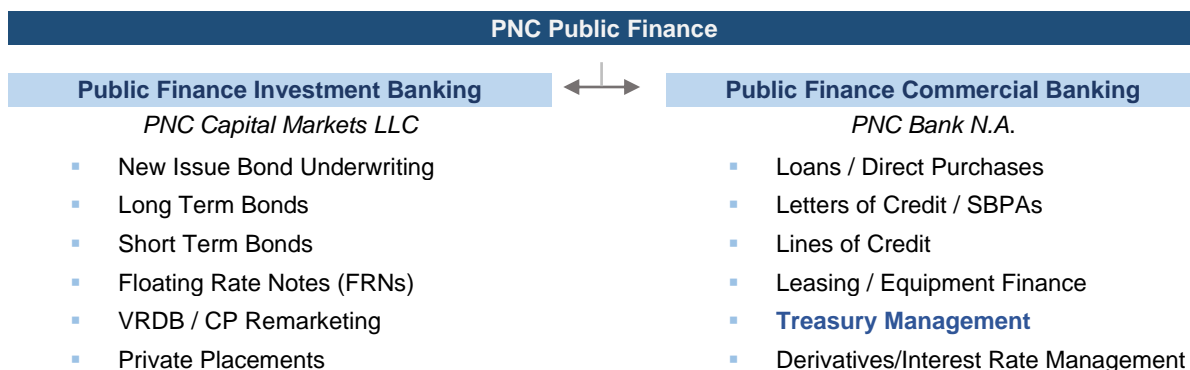 PNC Public Finance
Public Finance Investment Banking
PNC Capital Markets LLC
New Issue Bond Underwriting
Long Term Bonds
Short Term Bonds
Floating Rate Notes (FRNs)
VRDB / CP Remarketing
Private Placements
Public Finance Commercial Banking
PNC Bank N.A.
Loans / Direct Purchases
Letters of Credit / SBPAs
Lines of Credit
Leasing / Equipment Finance
Treasury Management
Derivatives/Interest Rate Management